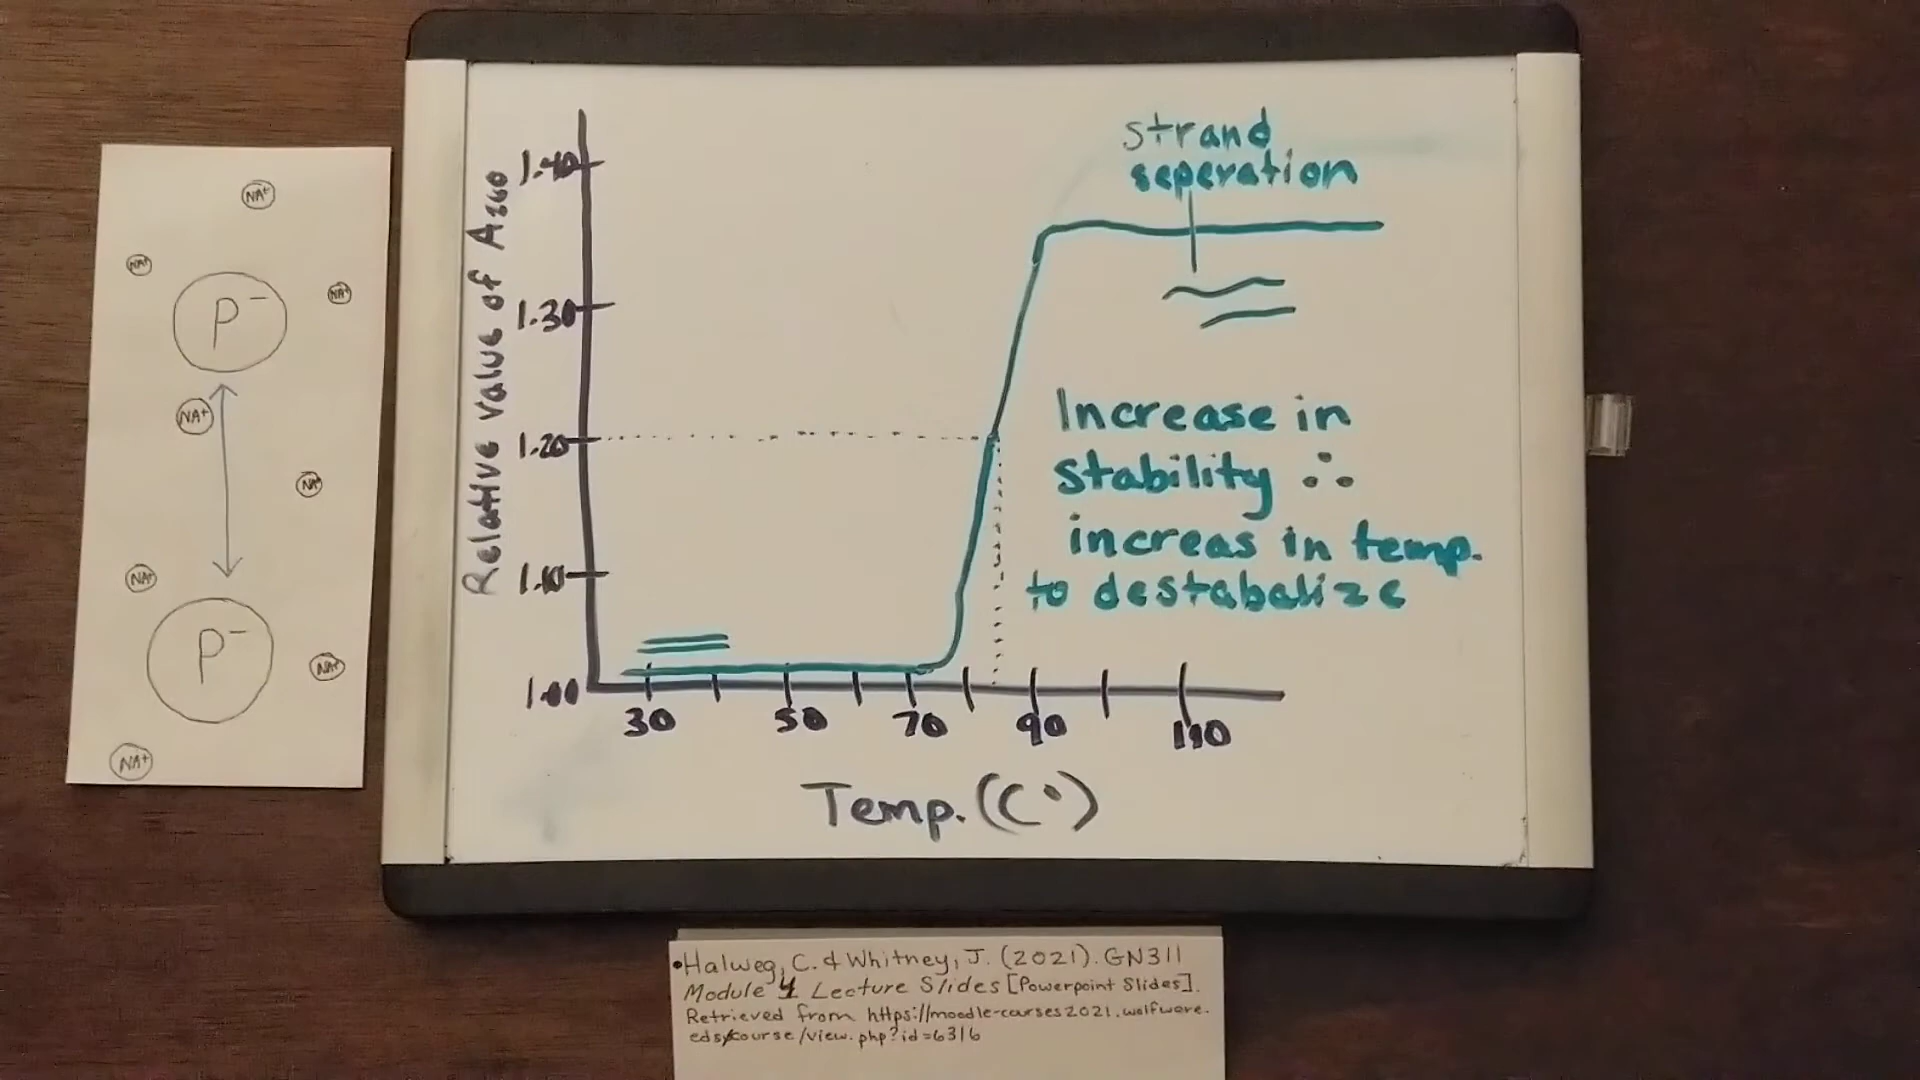 NA+
NA+
NA+
P-
NA+
NA+
NA+
P-
NA+
NA+
Relative value of A260
1.40
1.30
1.20
1.10
1.00
30
50
70
90
110
Temp. (C°)
strand
seperation
Increase in
stability ∴
increas in temp.
to destabalize
•Halweg, C. & Whitney, J. (2021). GN311
Module 4 Lecture Slides [Powerpoint Slides].
Retrieved from https://moodle-courses2021.wolfware.
eds/course/view.php?id=6316